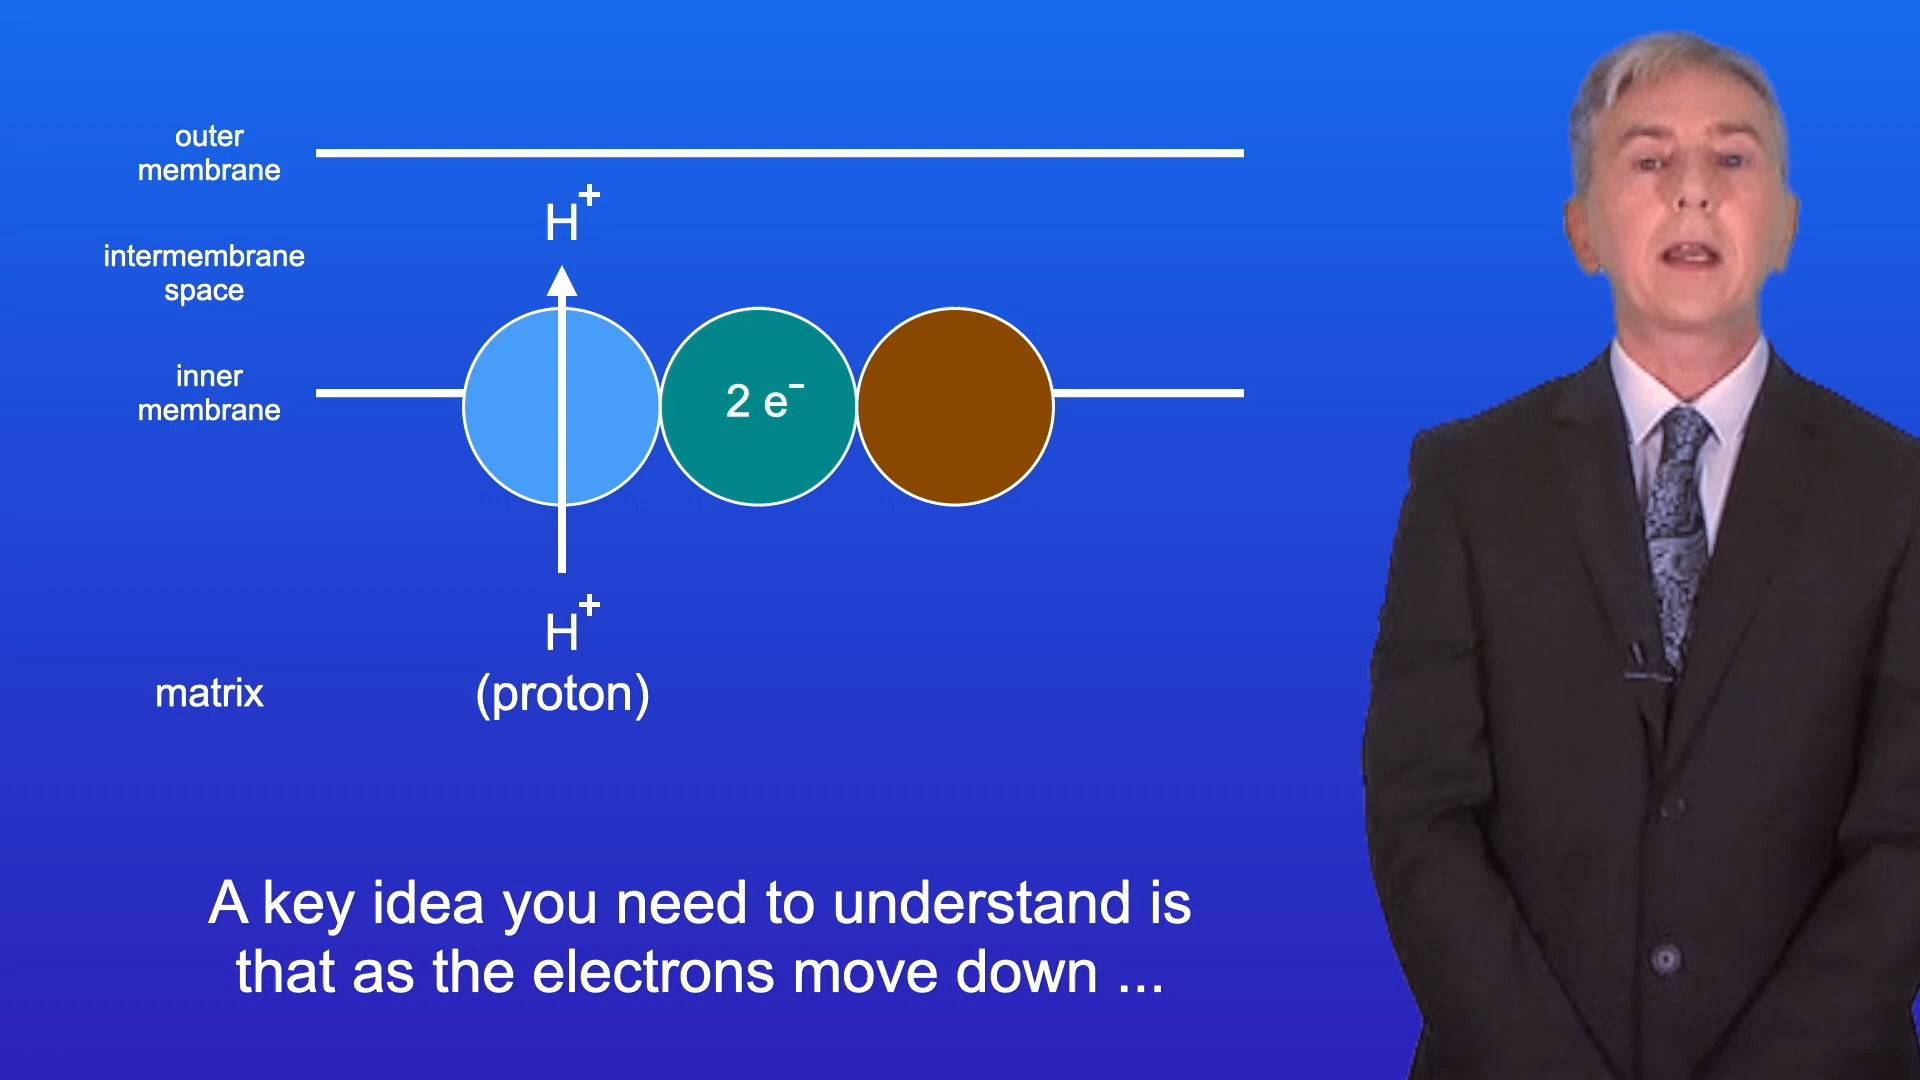 outer
membrane
H⁺
intermembrane
space
inner
membrane
2 e⁻
H⁺
matrix
(proton)
A key idea you need to understand is
that as the electrons move down ...